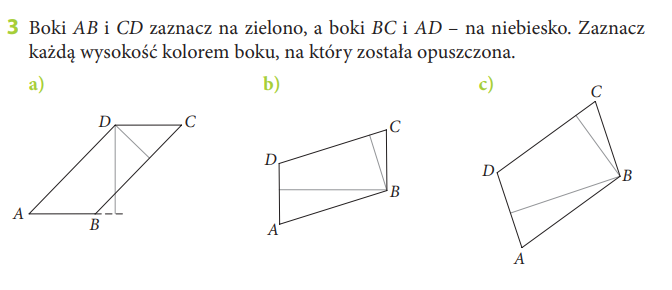 3 Boki AB i CD zaznacz na zielono, a boki BC i AD – na niebiesko. Zaznacz
każdą wysokość kolorem boku, na który została opuszczona.
a) b) c)
D C
A B
D C
A B
D C
A B